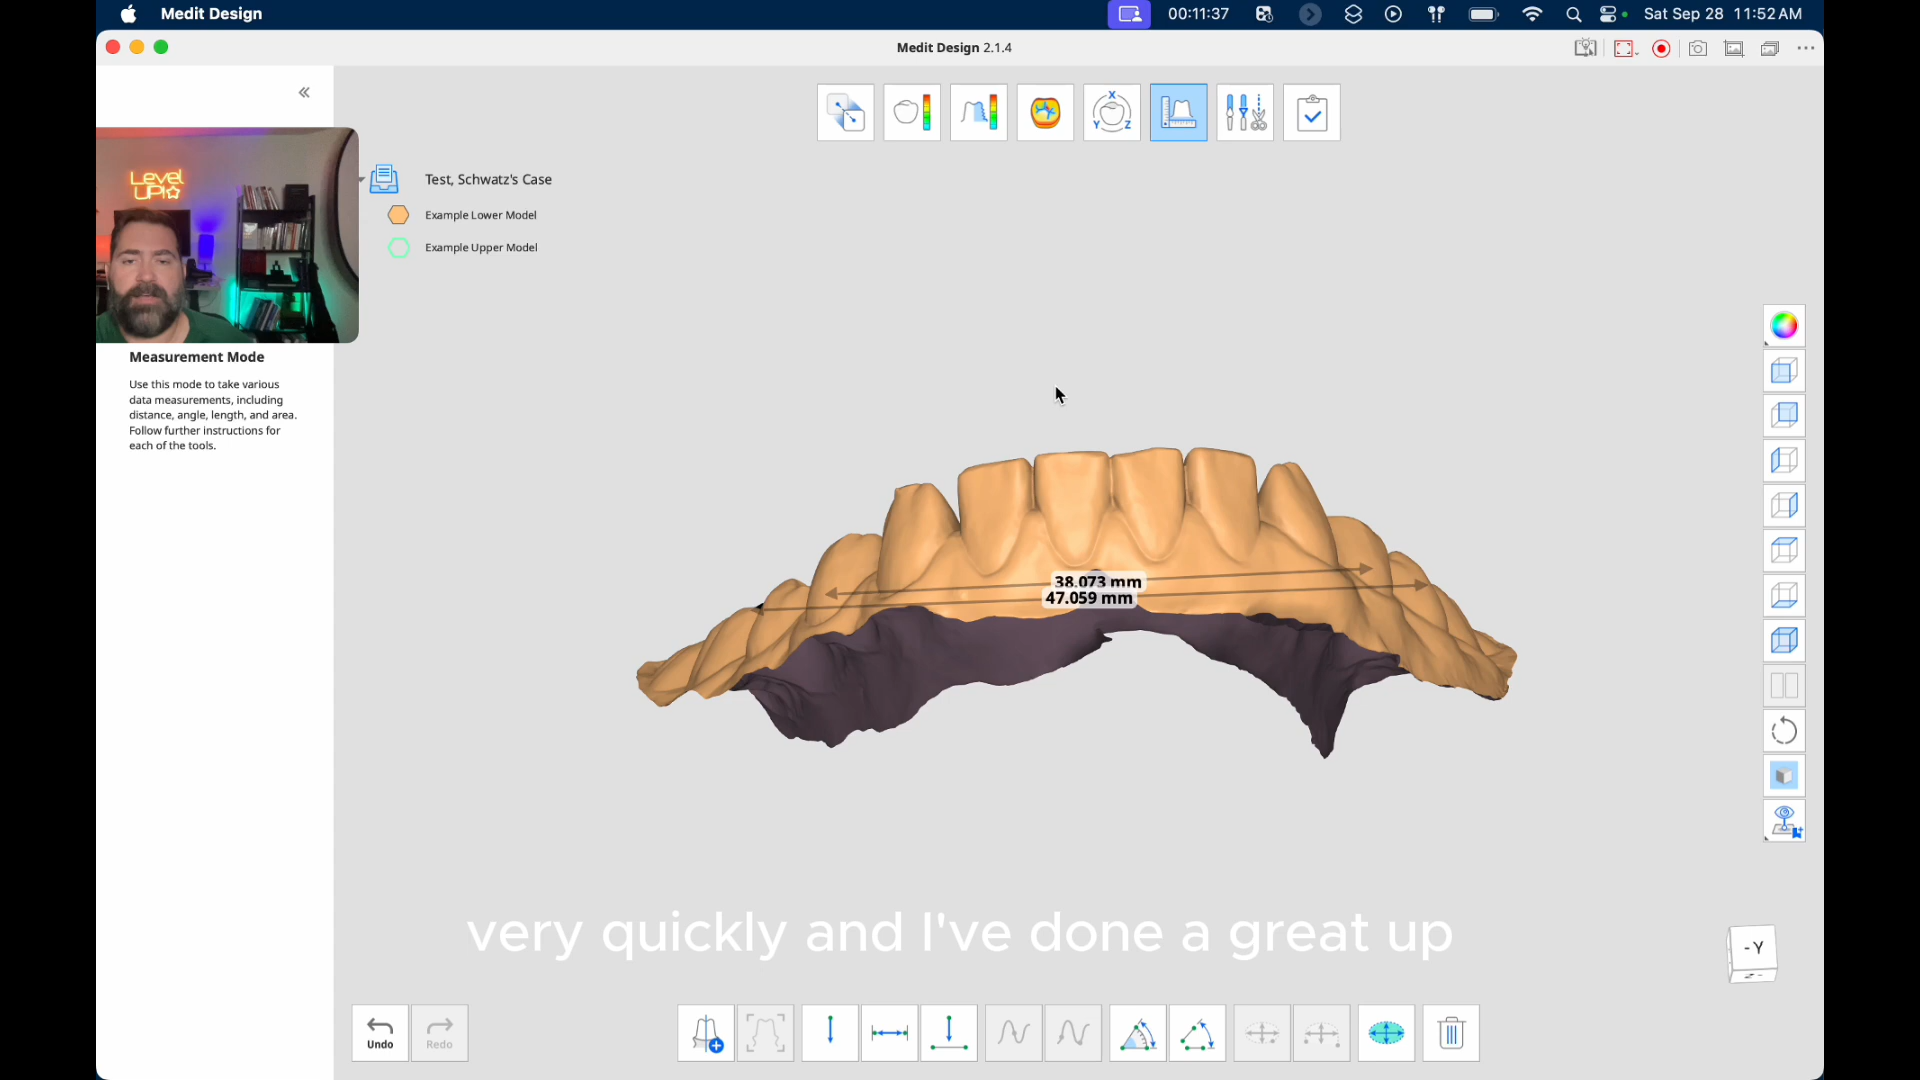 Medit Design
00:11:37
Sat Sep 28 11:52 AM
Medit Design 2.1.4
Level
UP!
Test, Schwatz's Case
Example Lower Model
Example Upper Model
X
Y
Z
Measurement Mode
Use this mode to take various
data measurements, including
distance, angle, length, and area.
Follow further instructions for
each of the tools.
38.073 mm
47.059 mm
very quickly and I've done a great up
- Y
Undo
Redo